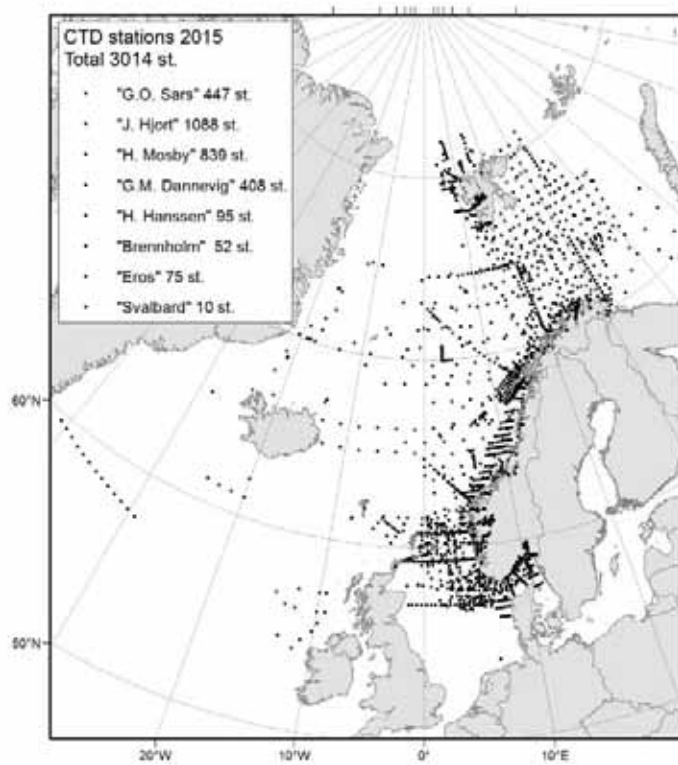 CTD stations 2015
Total 3014 st.
"G.O. Sars" 447 st.
"J. Hjort" 1088 st.
"H. Mosby" 839 st.
"G.M. Dannevig" 408 st.
"H. Hanssen" 95 st.
"Brennholm" 52 st.
"Eros" 75 st.
"Svalbard" 10 st.
60°N
50°N
20°W
10°W
0°
10°E